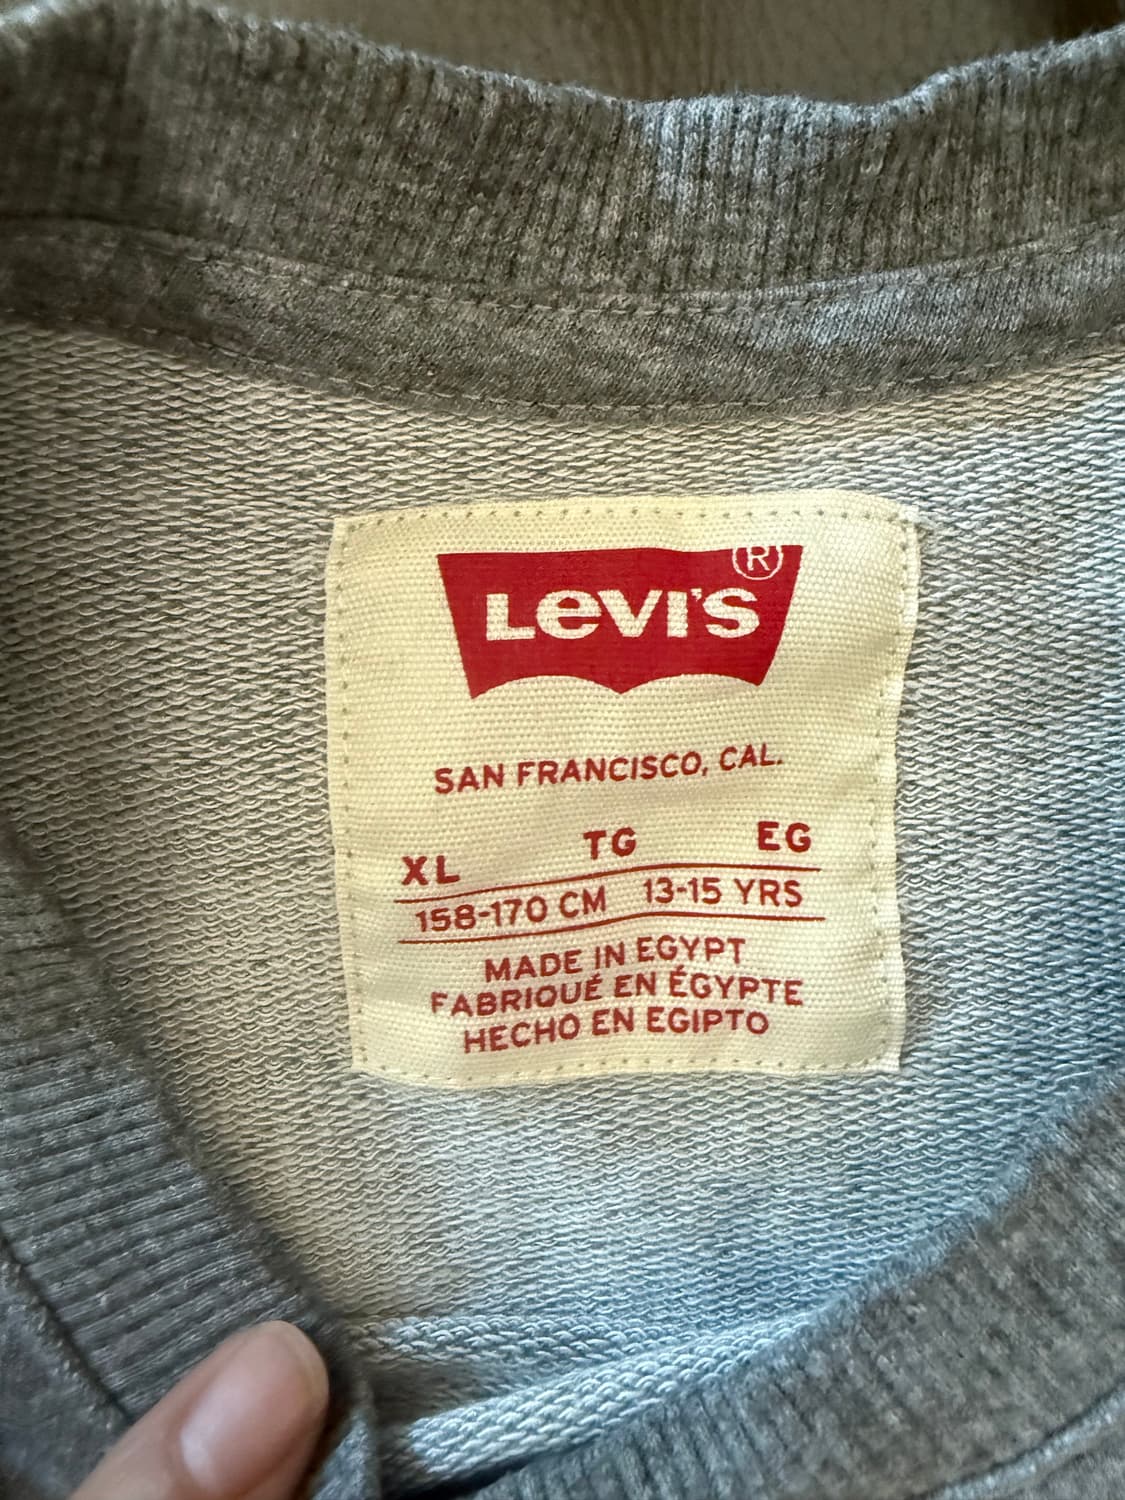 Levi's®
SAN FRANCISCO, CAL.
XL TG EG
158-170 CM 13-15 YRS
MADE IN EGYPT
FABRIQUÉ EN ÉGYPTE
HECHO EN EGIPTO